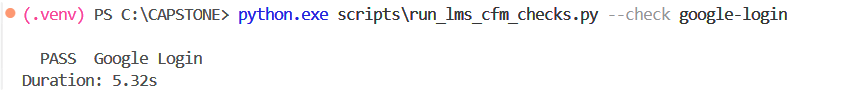 (.venv) PS C:\CAPSTONE> python.exe scripts\run_lms_cfm_checks.py --check google-login
PASS Google Login
Duration: 5.32s